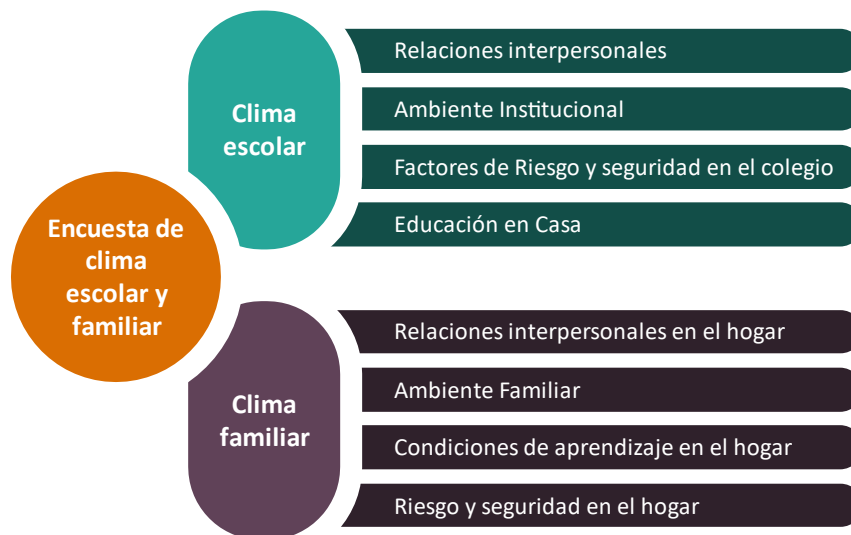 Encuesta de
clima
escolar y
familiar
Clima
escolar
Relaciones interpersonales
Ambiente Institucional
Factores de Riesgo y seguridad en el colegio
Educación en Casa
Clima
familiar
Relaciones interpersonales en el hogar
Ambiente Familiar
Condiciones de aprendizaje en el hogar
Riesgo y seguridad en el hogar